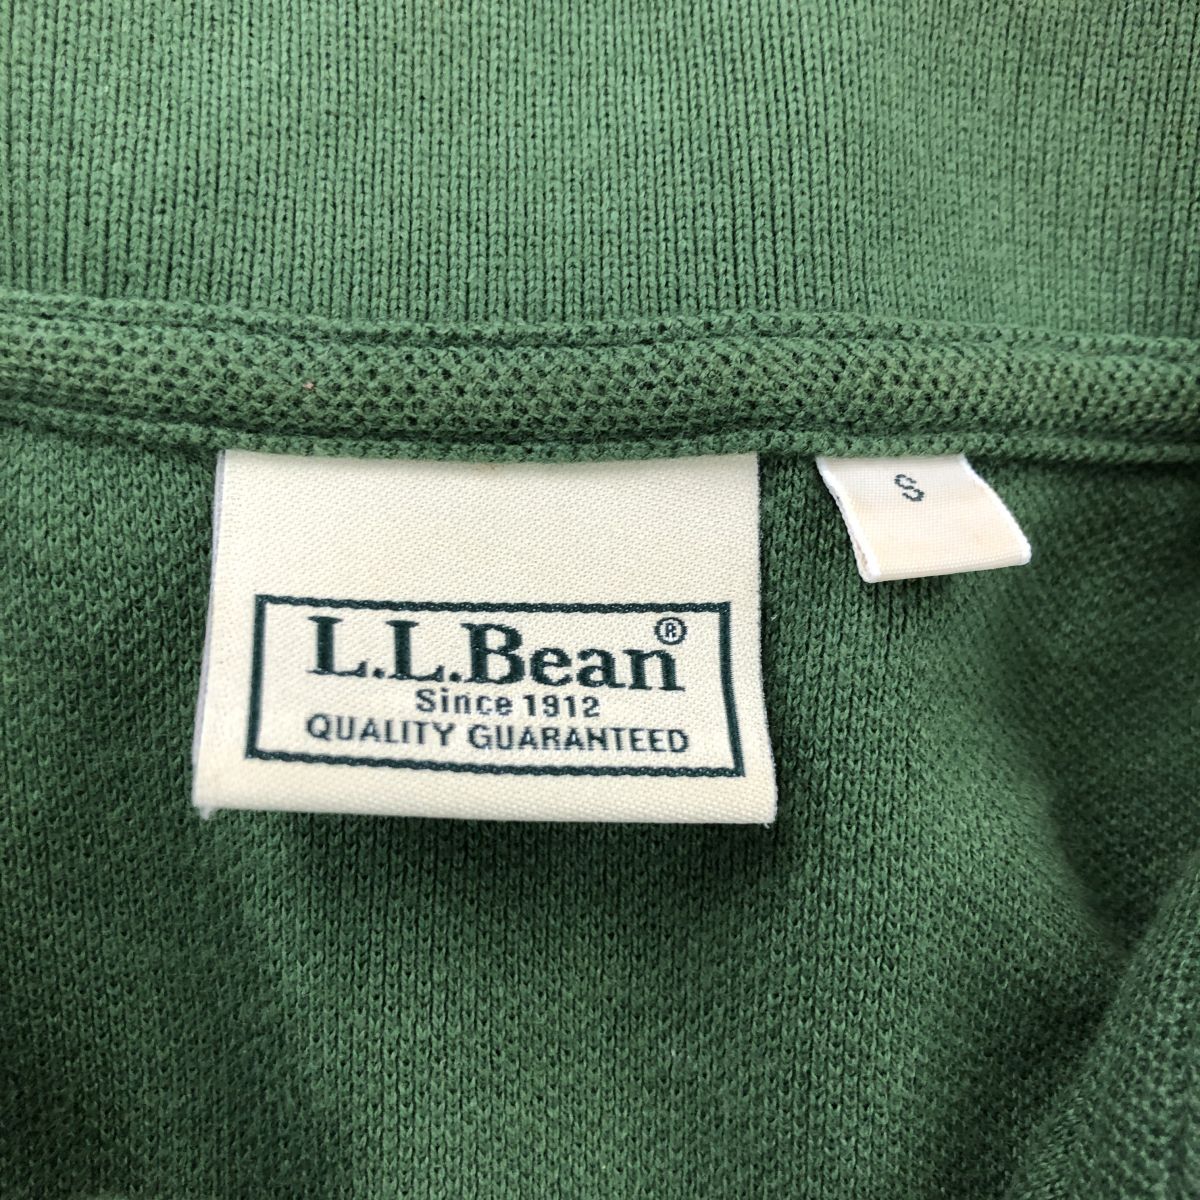 L.L.Bean®
Since 1912
QUALITY GUARANTEED
S